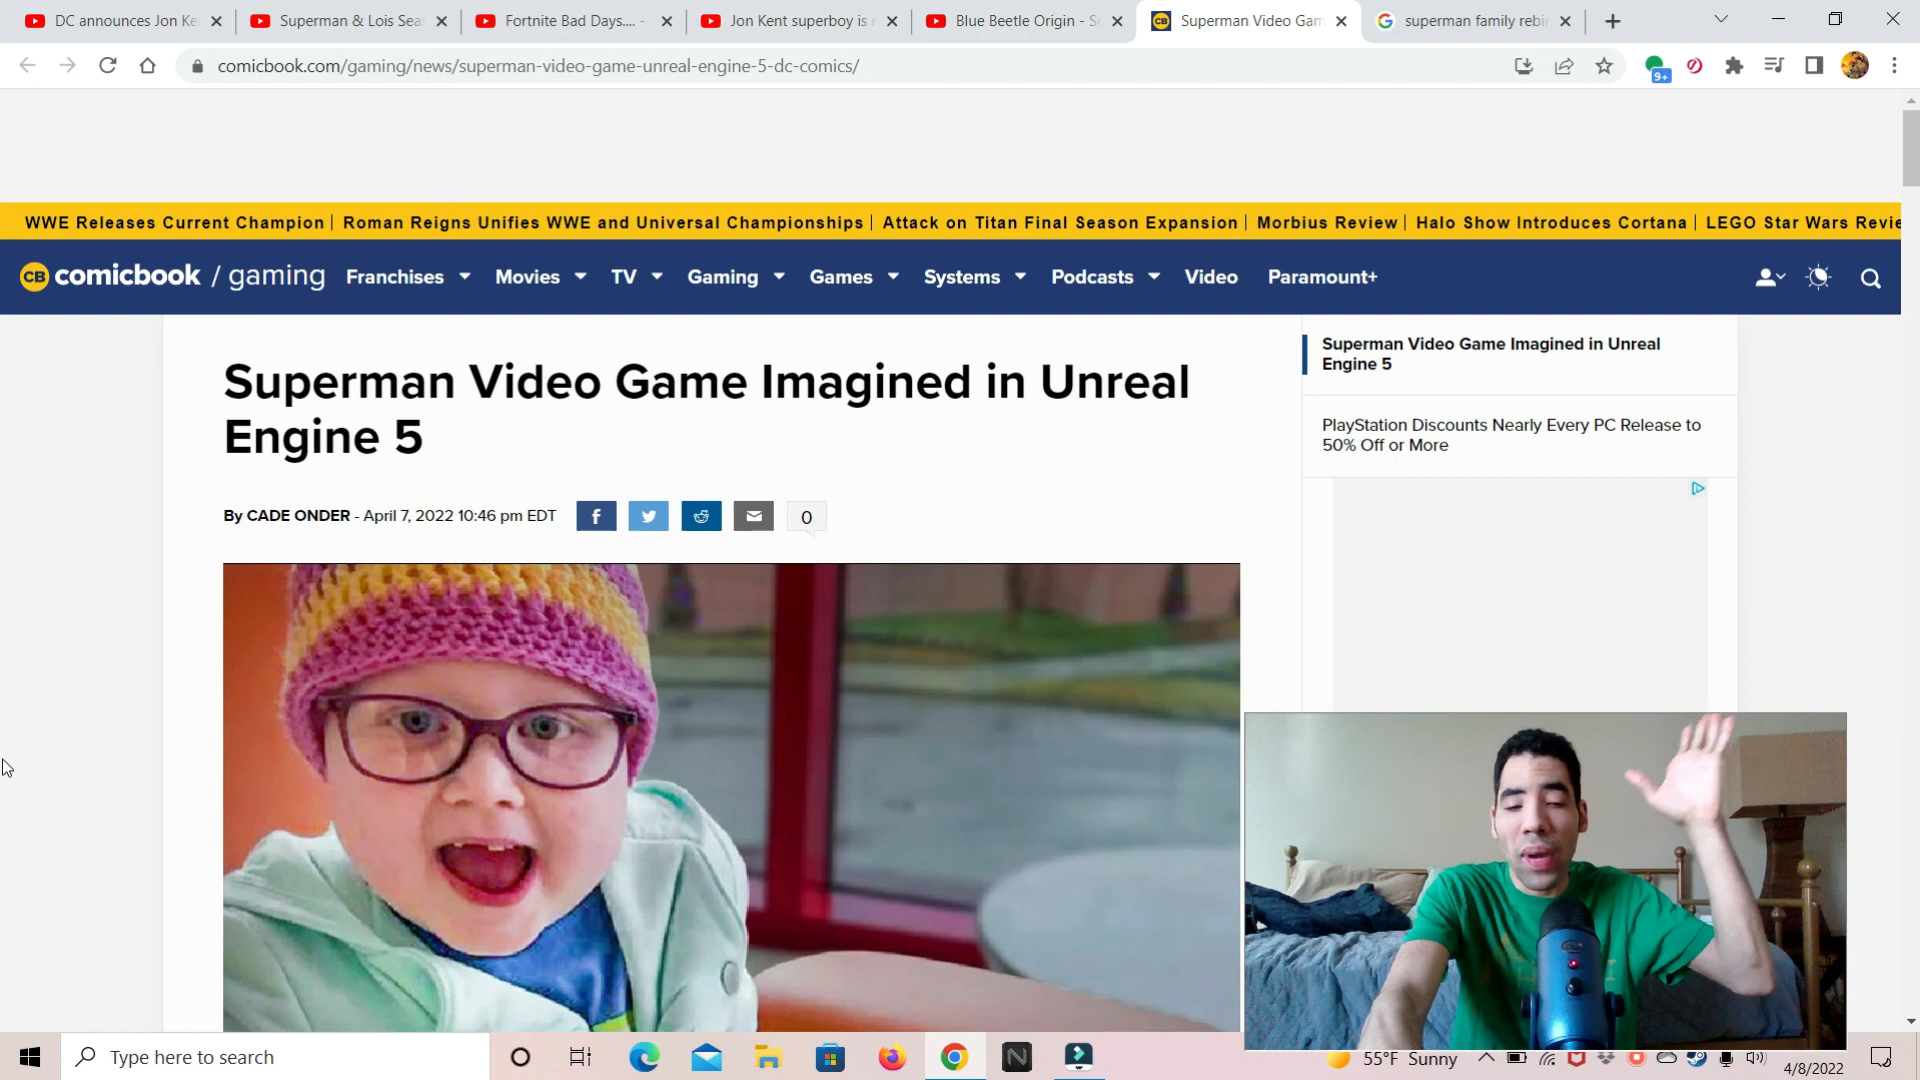 DC announces Jon Ke
Superman & Lois Sea
Fortnite Bad Days.... -
Jon Kent superboy is
Blue Beetle Origin - S
Superman Video Gam
superman family rebi
comicbook.com/gaming/news/superman-video-game-unreal-engine-5-dc-comics/
9+
WWE Releases Current Champion | Roman Reigns Unifies WWE and Universal Championships | Attack on Titan Final Season Expansion | Morbius Review | Halo Show Introduces Cortana | LEGO Star Wars Revie
CB comicbook / gaming Franchises Movies TV Gaming Games Systems Podcasts Video Paramount+
Superman Video Game Imagined in Unreal
Engine 5
By CADE ONDER - April 7, 2022 10:46 pm EDT
0
Superman Video Game Imagined in Unreal
Engine 5
PlayStation Discounts Nearly Every PC Release to
50% Off or More
Type here to search
55°F Sunny
4/8/2022